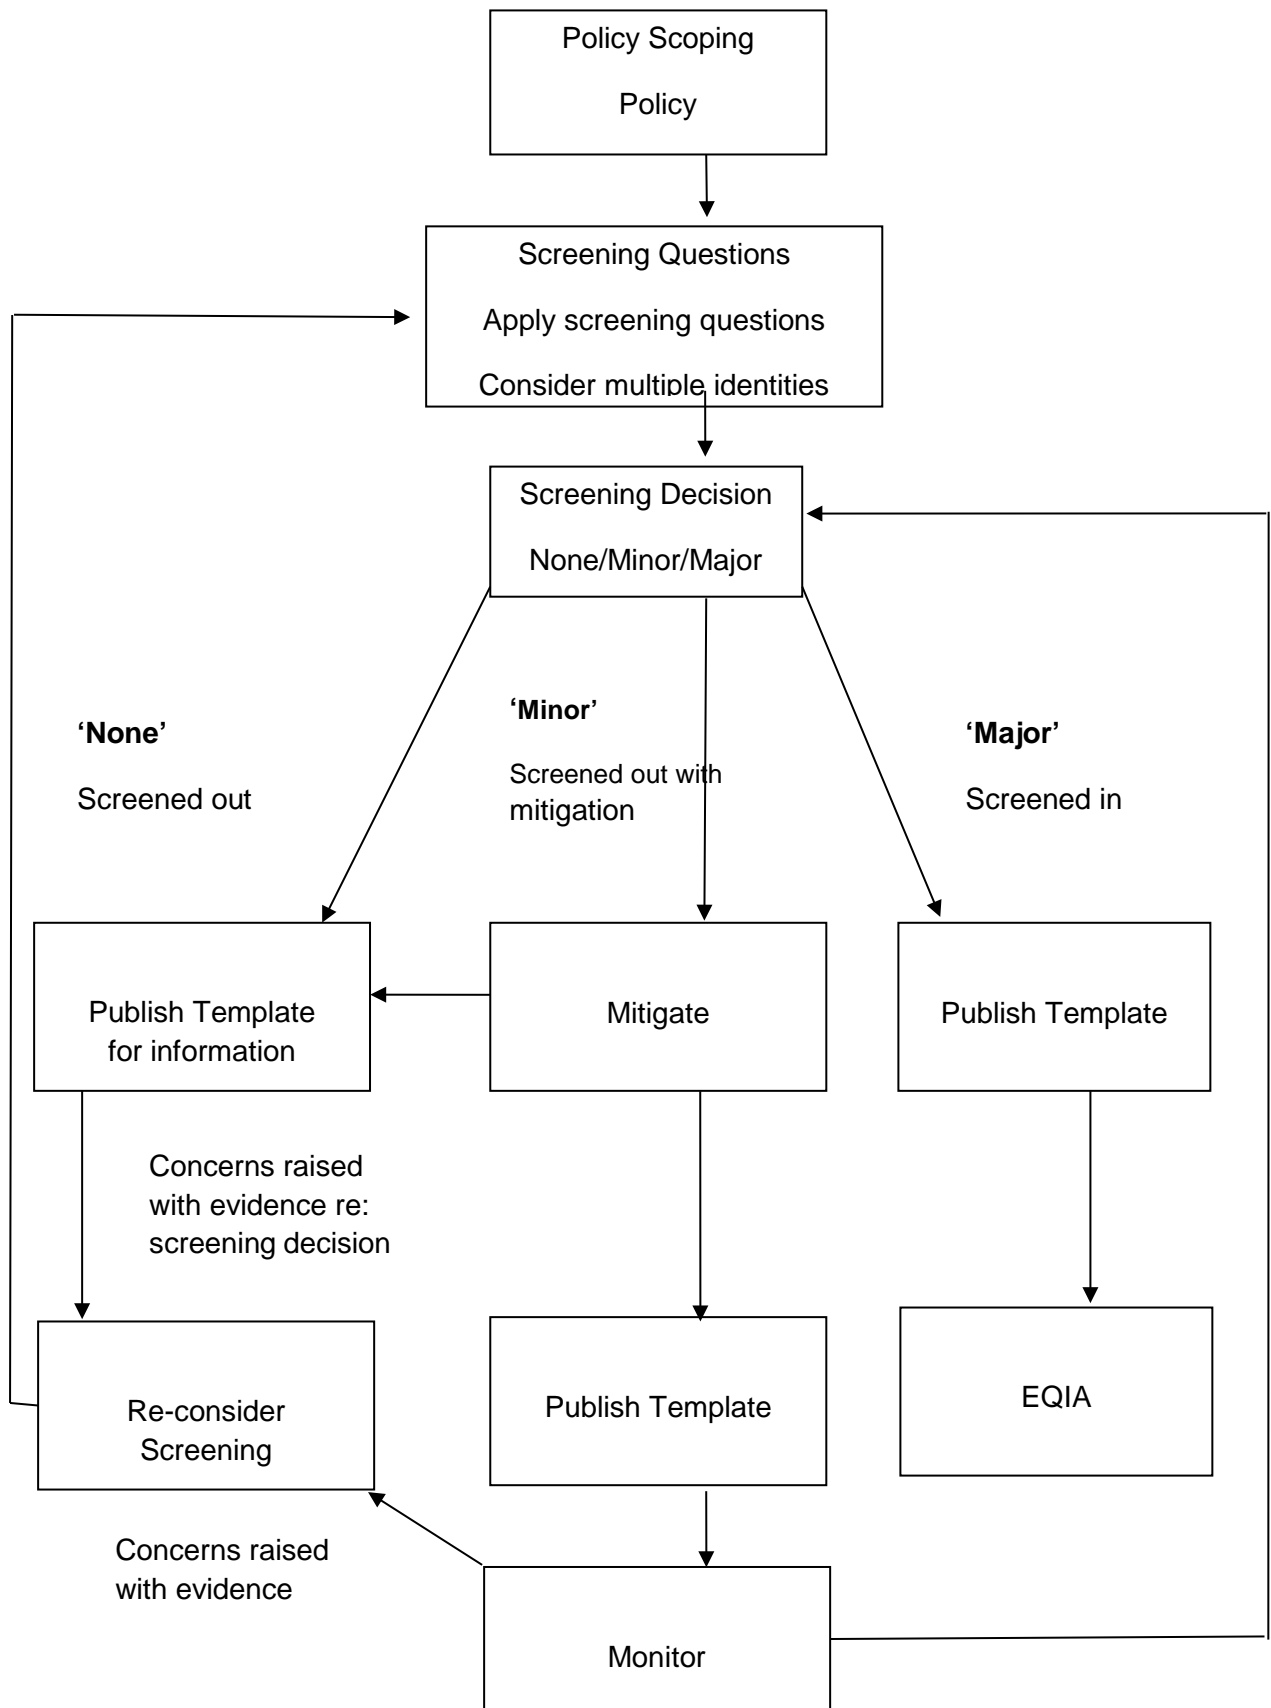 Policy Scoping
Policy
Screening Questions
Apply screening questions
Consider multiple identities
Screening Decision
None/Minor/Major
‘None’
Screened out
‘Minor’
Screened out with
mitigation
‘Major’
Screened in
Publish Template
for information
Mitigate
Publish Template
Concerns raised
with evidence re:
screening decision
Re-consider
Screening
Publish Template
EQIA
Concerns raised
with evidence
Monitor